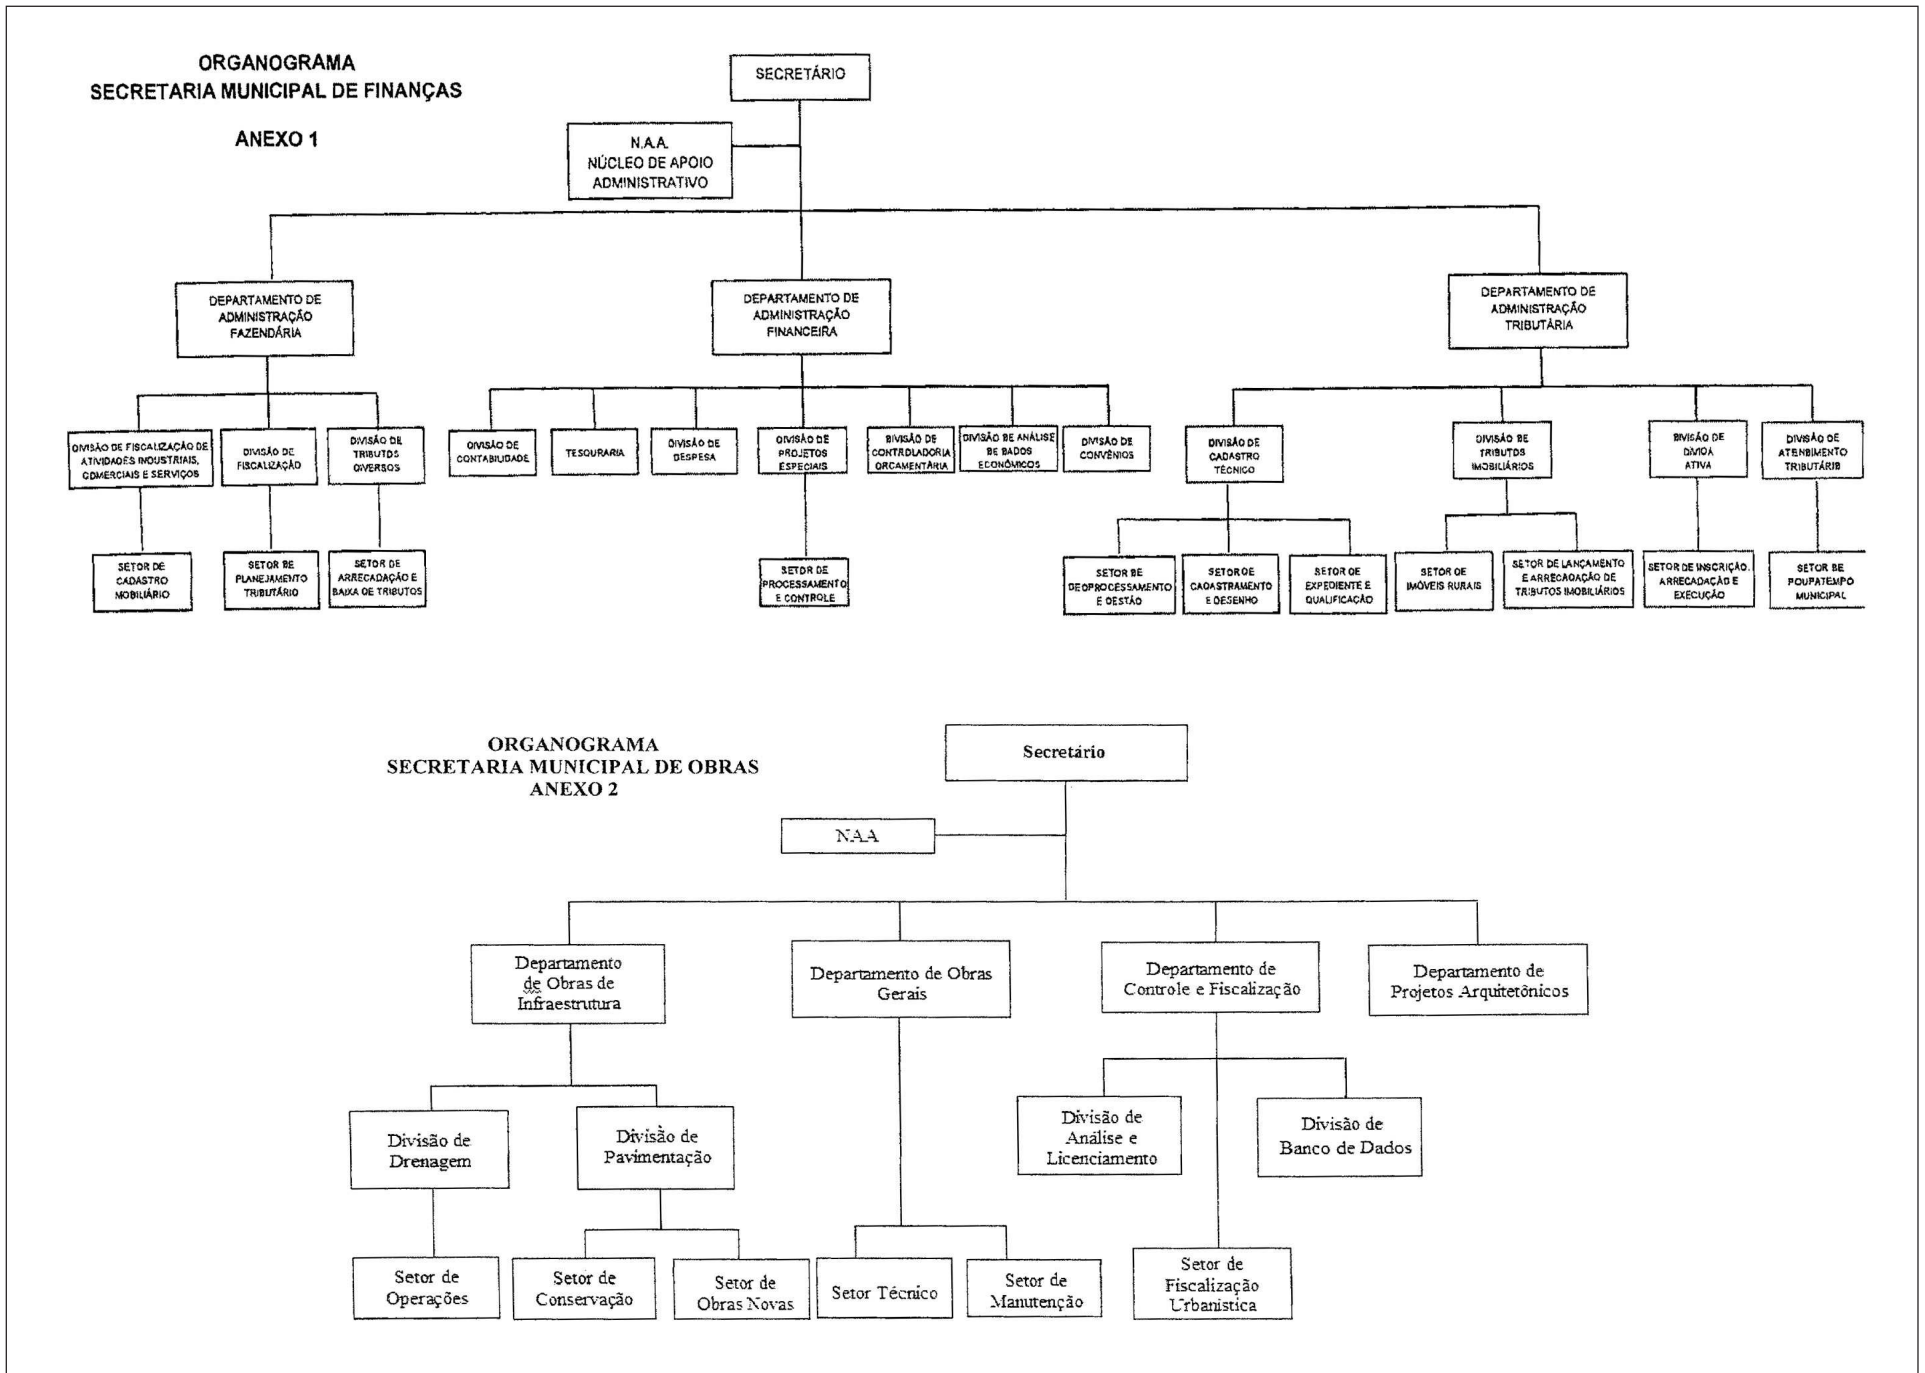 ORGANOGRAMA
SECRETARIA MUNICIPAL DE FINANÇAS
ANEXO 1
SECRETÁRIO
N.A.A.
NÚCLEO DE APOIO
ADMINISTRATIVO
DEPARTAMENTO DE
ADMINISTRAÇÃO
FAZENDÁRIA
DEPARTAMENTO DE
ADMINISTRAÇÃO
FINANCEIRA
DEPARTAMENTO DE
ADMINISTRAÇÃO
TRIBUTÁRIA
DIVISÃO DE FISCALIZAÇÃO DE
ATIVIDADES INDUSTRIAIS,
COMERCIAIS E SERVIÇOS
DIVISÃO DE
FISCALIZAÇÃO
DIVISÃO DE
TRIBUTOS
DIVERSOS
DIVISÃO DE
CONTABILIDADE
TESOURARIA
DIVISÃO DE
DESPESA
DIVISÃO DE
PROJETOS
ESPECIAIS
DIVISÃO DE
CONTROLADORIA
ORCAMENTÁRIA
DIVISÃO DE ANÁLISE
DE DADOS
ECONÔMICOS
DIVISÃO DE
CONVÊNIOS
DIVISÃO DE
CADASTRO
TÉCNICO
DIVISÃO DE
TRIBUTOS
IMOBILIÁRIOS
DIVISÃO DE
DÍVIDA
ATIVA
DIVISÃO DE
ATENDIMENTO
TRIBUTÁRIO
SETOR DE
CADASTRO
MOBILIÁRIO
SETOR DE
PLANEJAMENTO
TRIBUTÁRIO
SETOR DE
ARRECADAÇÃO E
BAIXA DE TRIBUTOS
SETOR DE
PROCESSAMENTO
E CONTROLE
SETOR DE
GEOPROCESSAMENTO
E GESTÃO
SETOR DE
CADASTRAMENTO
E DESENHO
SETOR DE
EXPEDIENTE E
QUALIFICAÇÃO
SETOR DE
IMÓVEIS RURAIS
SETOR DE LANÇAMENTO
E ARRECADAÇÃO DE
TRIBUTOS IMOBILIÁRIOS
SETOR DE INSCRIÇÃO,
ARRECADAÇÃO E
EXECUÇÃO
SETOR DE
POUPATEMPO
MUNICIPAL
ORGANOGRAMA
SECRETARIA MUNICIPAL DE OBRAS
ANEXO 2
Secretário
NAA
Departamento
de Obras de
Infraestrutura
Departamento de Obras
Gerais
Departamento de
Controle e Fiscalização
Departamento de
Projetos Arquitetônicos
Divisão de
Drenagem
Divisão de
Pavimentação
Divisão de
Análise e
Licenciamento
Divisão de
Banco de Dados
Setor de
Operações
Setor de
Conservação
Setor de
Obras Novas
Setor Técnico
Setor de
Manutenção
Setor de
Fiscalização
Urbanística